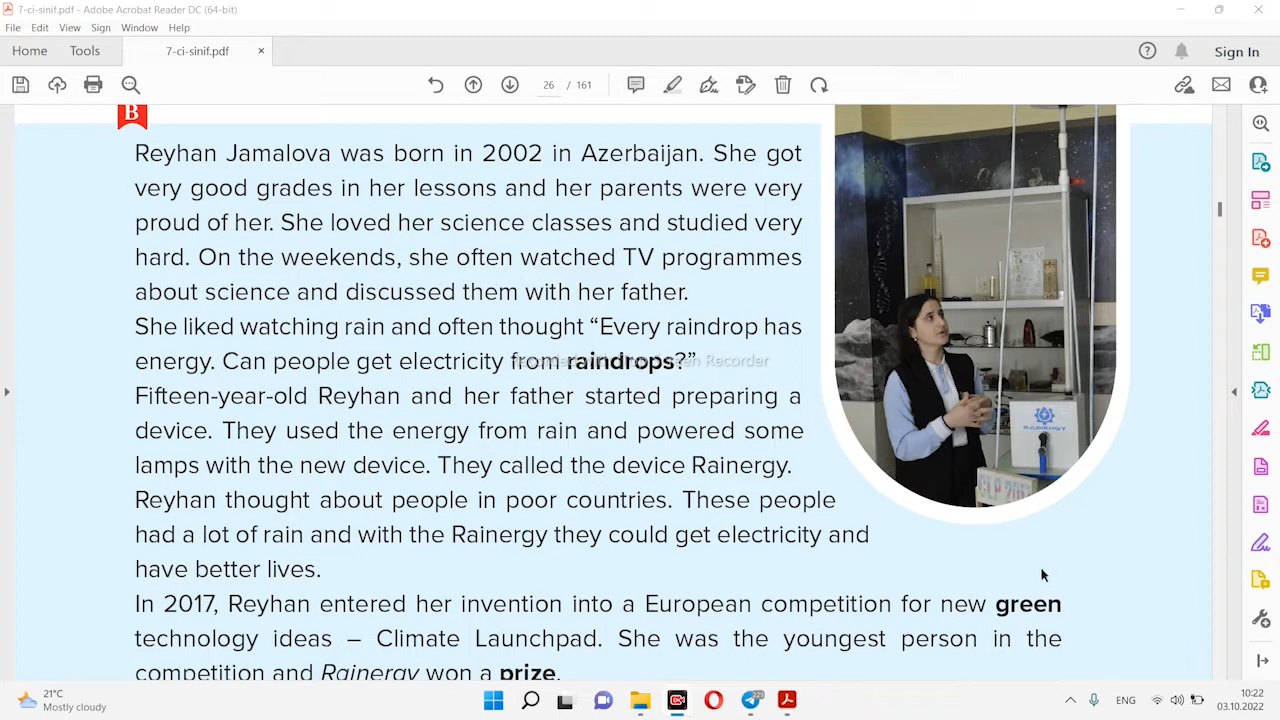 7-ci-sinif.pdf - Adobe Acrobat Reader DC (64-bit)
File Edit View Sign Window Help
Home Tools 7-ci-sinif.pdf × Sign In
26 / 161
B
Reyhan Jamalova was born in 2002 in Azerbaijan. She got
very good grades in her lessons and her parents were very
proud of her. She loved her science classes and studied very
hard. On the weekends, she often watched TV programmes
about science and discussed them with her father.
She liked watching rain and often thought “Every raindrop has
energy. Can people get electricity from raindrops?”
Screen Recorder
Fifteen-year-old Reyhan and her father started preparing a
device. They used the energy from rain and powered some
lamps with the new device. They called the device Rainergy.
Reyhan thought about people in poor countries. These people
had a lot of rain and with the Rainergy they could get electricity and
have better lives.
In 2017, Reyhan entered her invention into a European competition for new green
technology ideas – Climate Launchpad. She was the youngest person in the
competition and Rainergy won a prize.
RAINERGY
21°C
Mostly cloudy
ENG
10:22
03.10.2022